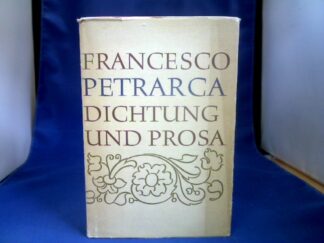 FRANCESCO
PETRARCA
DICHTUNG
UND PROSA